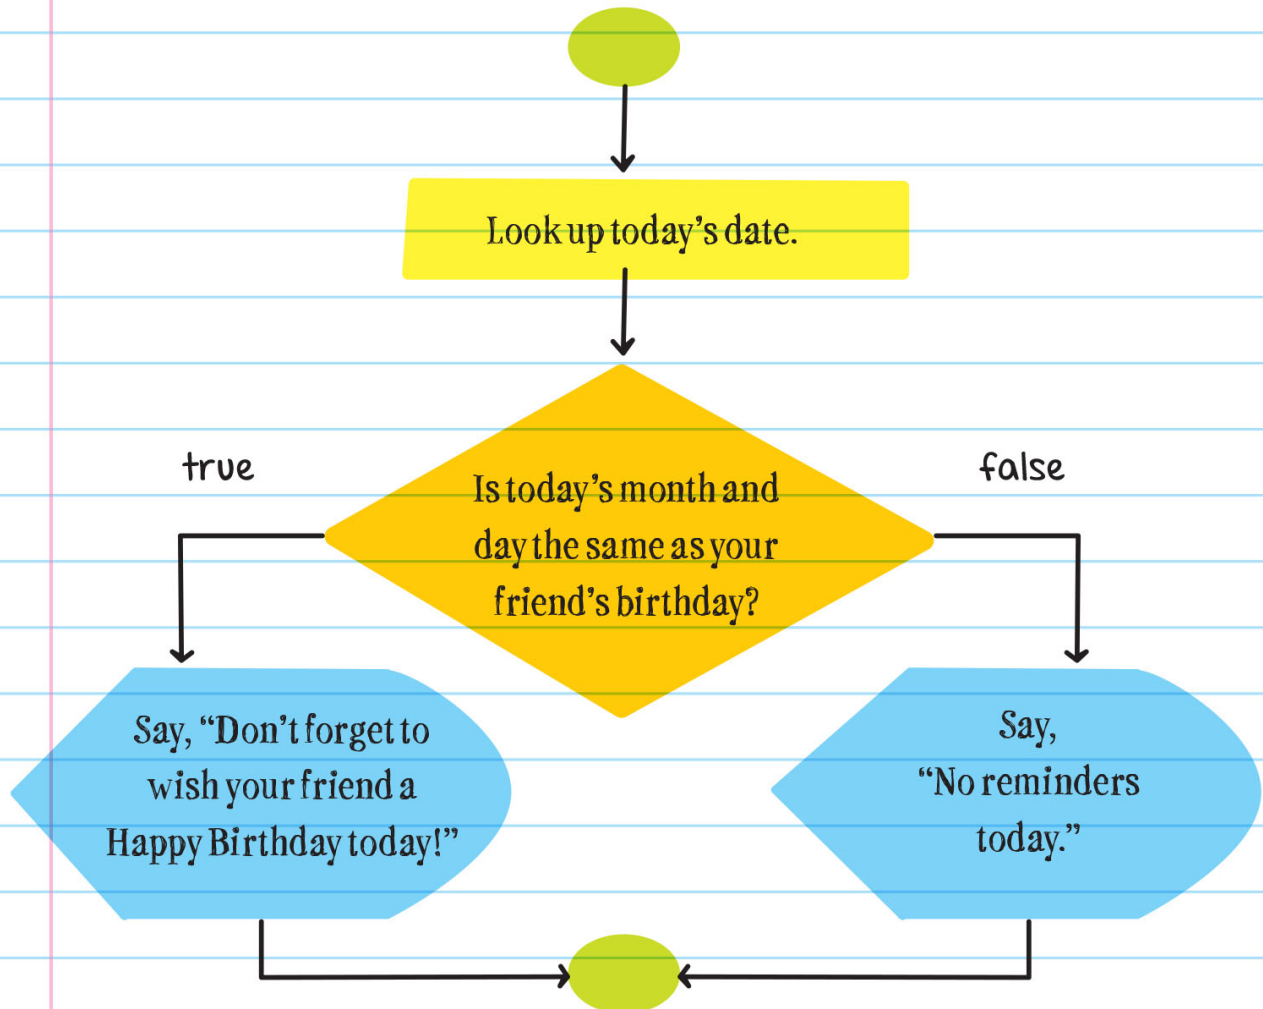 Look up today’s date.
true
false
Is today’s month and
day the same as your
friend’s birthday?
Say, “Don’t forget to
wish your friend a
Happy Birthday today!”
Say,
“No reminders
today.”